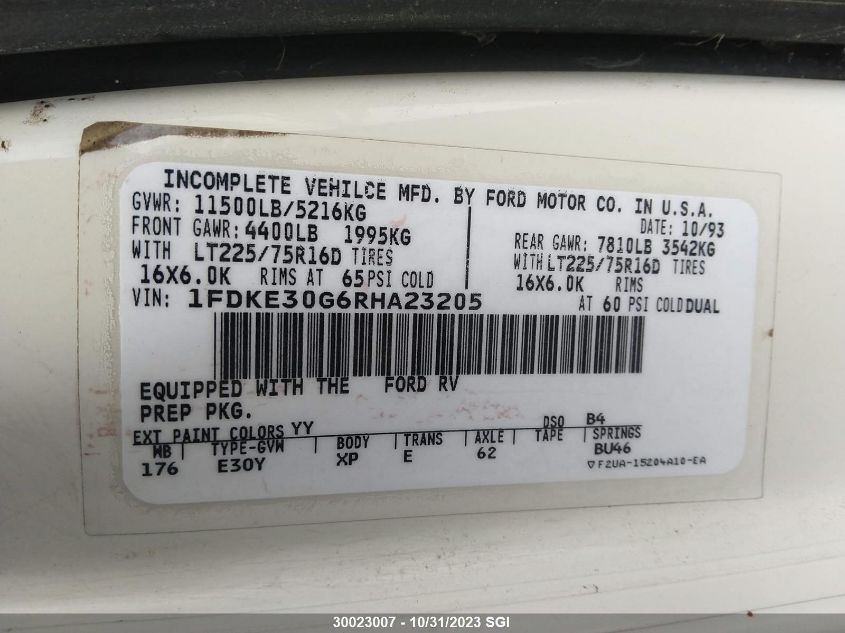 INCOMPLETE VEHILCE MFD. BY FORD MOTOR CO. IN U.S.A.
GVWR: 11500LB/5216KG
DATE: 10/93
FRONT GAWR: 4400LB 1995KG
REAR GAWR: 7810LB 3542KG
WITH LT225/75R16D TIRES
WITH LT225/75R16D TIRES
16X6.0K RIMS AT 65 PSI COLD
16X6.0K RIMS
VIN: 1FDKE30G6RHA23205
AT 60 PSI COLD DUAL
EQUIPPED WITH THE FORD RV
PREP PKG.
EXT PAINT COLORS YY DSO B4
WB TYPE-GVW BODY TRANS AXLE TAPE SPRINGS
176 E30Y XP E 62 BU46
▽ F2UA-15204A10-EA
30023007 - 10/31/2023 SGI